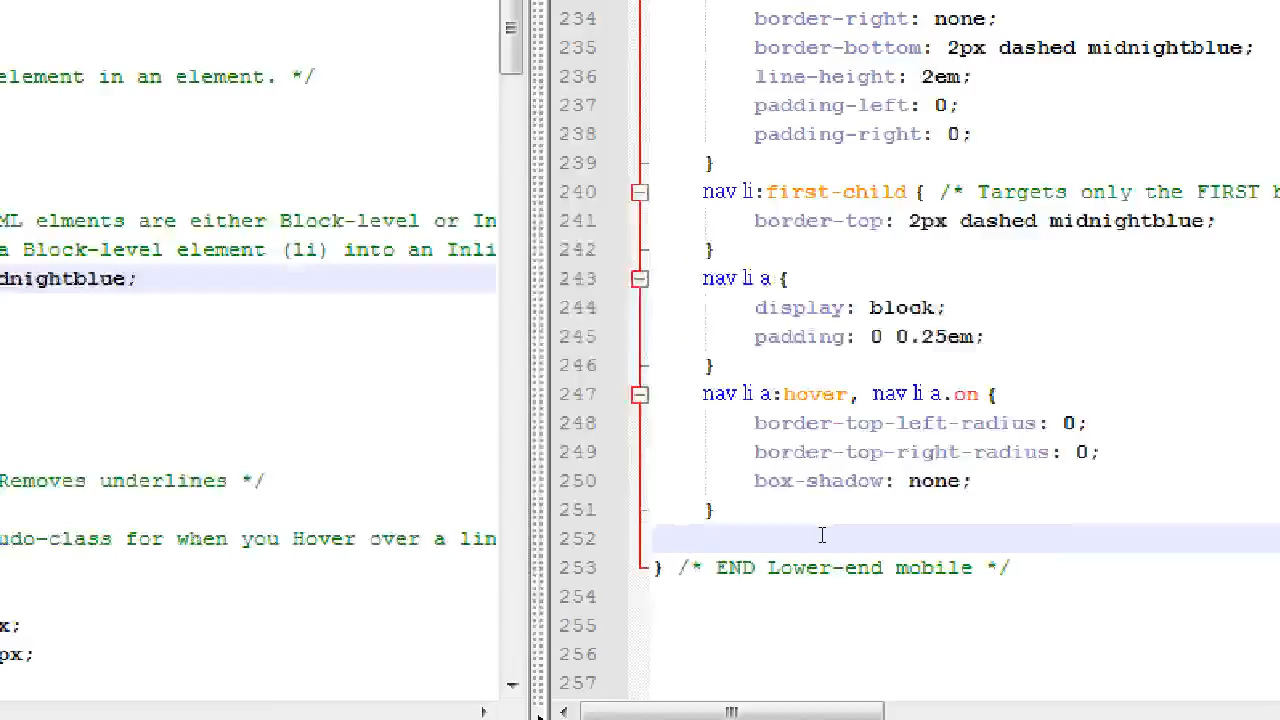 element in an element. */
ML elments are either Block-level or In
a Block-level element (li) into an Inli
dnightblue;
Removes underlines */
udo-class for when you Hover over a lin
x;
px;
234 border-right: none;
235 border-bottom: 2px dashed midnightblue;
236 line-height: 2em;
237 padding-left: 0;
238 padding-right: 0;
239 }
240 nav li:first-child { /* Targets only the FIRST b
241 border-top: 2px dashed midnightblue;
242 }
243 nav li a {
244 display: block;
245 padding: 0 0.25em;
246 }
247 nav li a:hover, nav li a.on {
248 border-top-left-radius: 0;
249 border-top-right-radius: 0;
250 box-shadow: none;
251 }
252
253 } /* END Lower-end mobile */
254
255
256
257